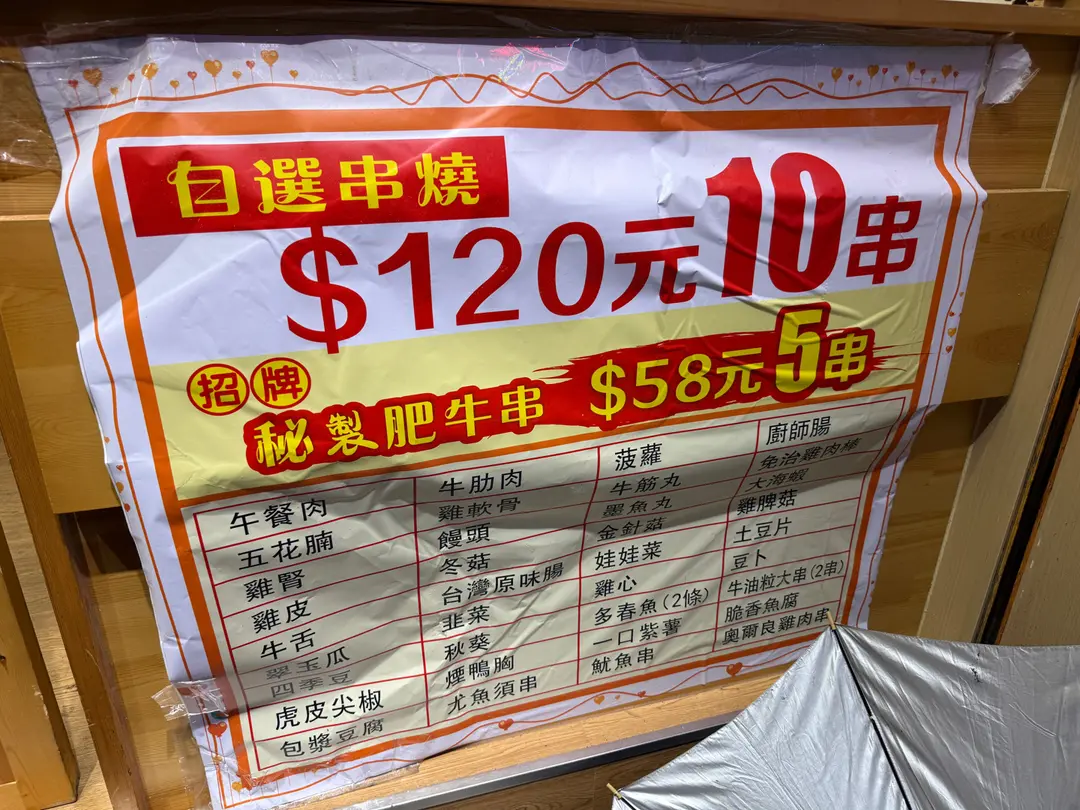 自選串燒
$120元10串
招牌
秘製肥牛串 $58元5串
午餐肉 牛肋肉 菠蘿 廚師腸
五花腩 雞軟骨 牛筋丸 免治雞肉棒
雞腎 饅頭 墨魚丸 大海蝦
雞皮 冬菇 金針菇 雞脾菇
牛舌 台灣原味腸 娃娃菜 土豆片
翠玉瓜 韭菜 雞心 豆卜
四季豆 秋葵 多春魚(2條) 牛油粒大串(2串)
虎皮尖椒 煙鴨胸 一口紫薯 脆香魚腐
包漿豆腐 尤魚須串 魷魚串 奧爾良雞肉串